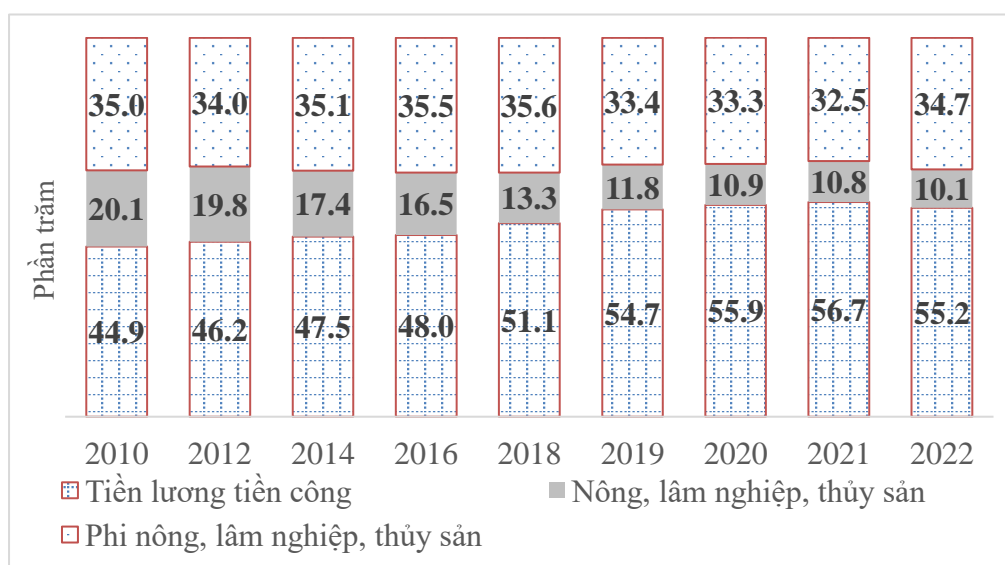 35.0 34.0 35.1 35.5 35.6 33.4 33.3 32.5 34.7
20.1 19.8 17.4 16.5 13.3 11.8 10.9 10.8 10.1
Phần trăm
44.9 46.2 47.5 48.0 51.1 54.7 55.9 56.7 55.2
2010 2012 2014 2016 2018 2019 2020 2021 2022
Tiền lương tiền công Nông, lâm nghiệp, thủy sản
Phi nông, lâm nghiệp, thủy sản